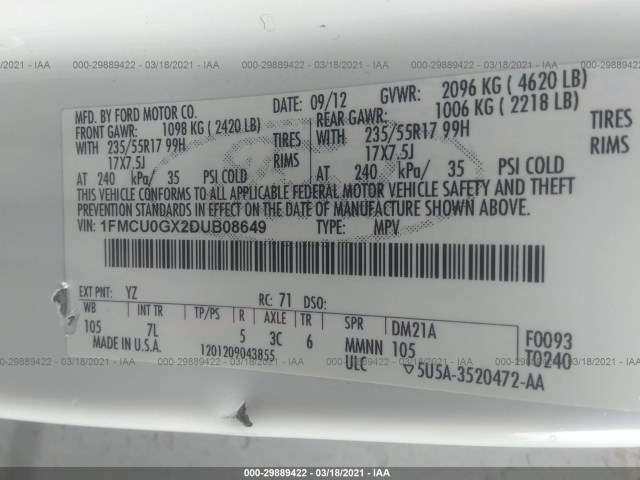 000-29889422 - 03/18/2021 - IAA
MFD. BY FORD MOTOR CO.
DATE: 09/12 GVWR: 2096 KG ( 4620 LB)
FRONT GAWR: 1098 KG (2420 LB) REAR GAWR: 1006 KG ( 2218 LB)
WITH 235/55R17 99H TIRES WITH 235/55R17 99H TIRES
17X7.5J RIMS 17X7.5J RIMS
AT 240 kPa/ 35 PSI COLD AT 240 kPa/ 35 PSI COLD
THIS VEHICLE CONFORMS TO ALL APPLICABLE FEDERAL MOTOR VEHICLE SAFETY AND THEFT
PREVENTION STANDARDS IN EFFECT ON THE DATE OF MANUFACTURE SHOWN ABOVE.
VIN: 1FMCU0GX2DUB08649 TYPE: MPV
EXT PNT: YZ RC: 71 DSO:
WB INT TR TP/PS R AXLE TR SPR DM21A F0093
105 7L 5 3C 6 MMNN 105 T0240
MADE IN U.S.A. 1201209043855 ULC ▽5U5A-3520472-AA
000-29889422 - 03/18/2021 - IAA